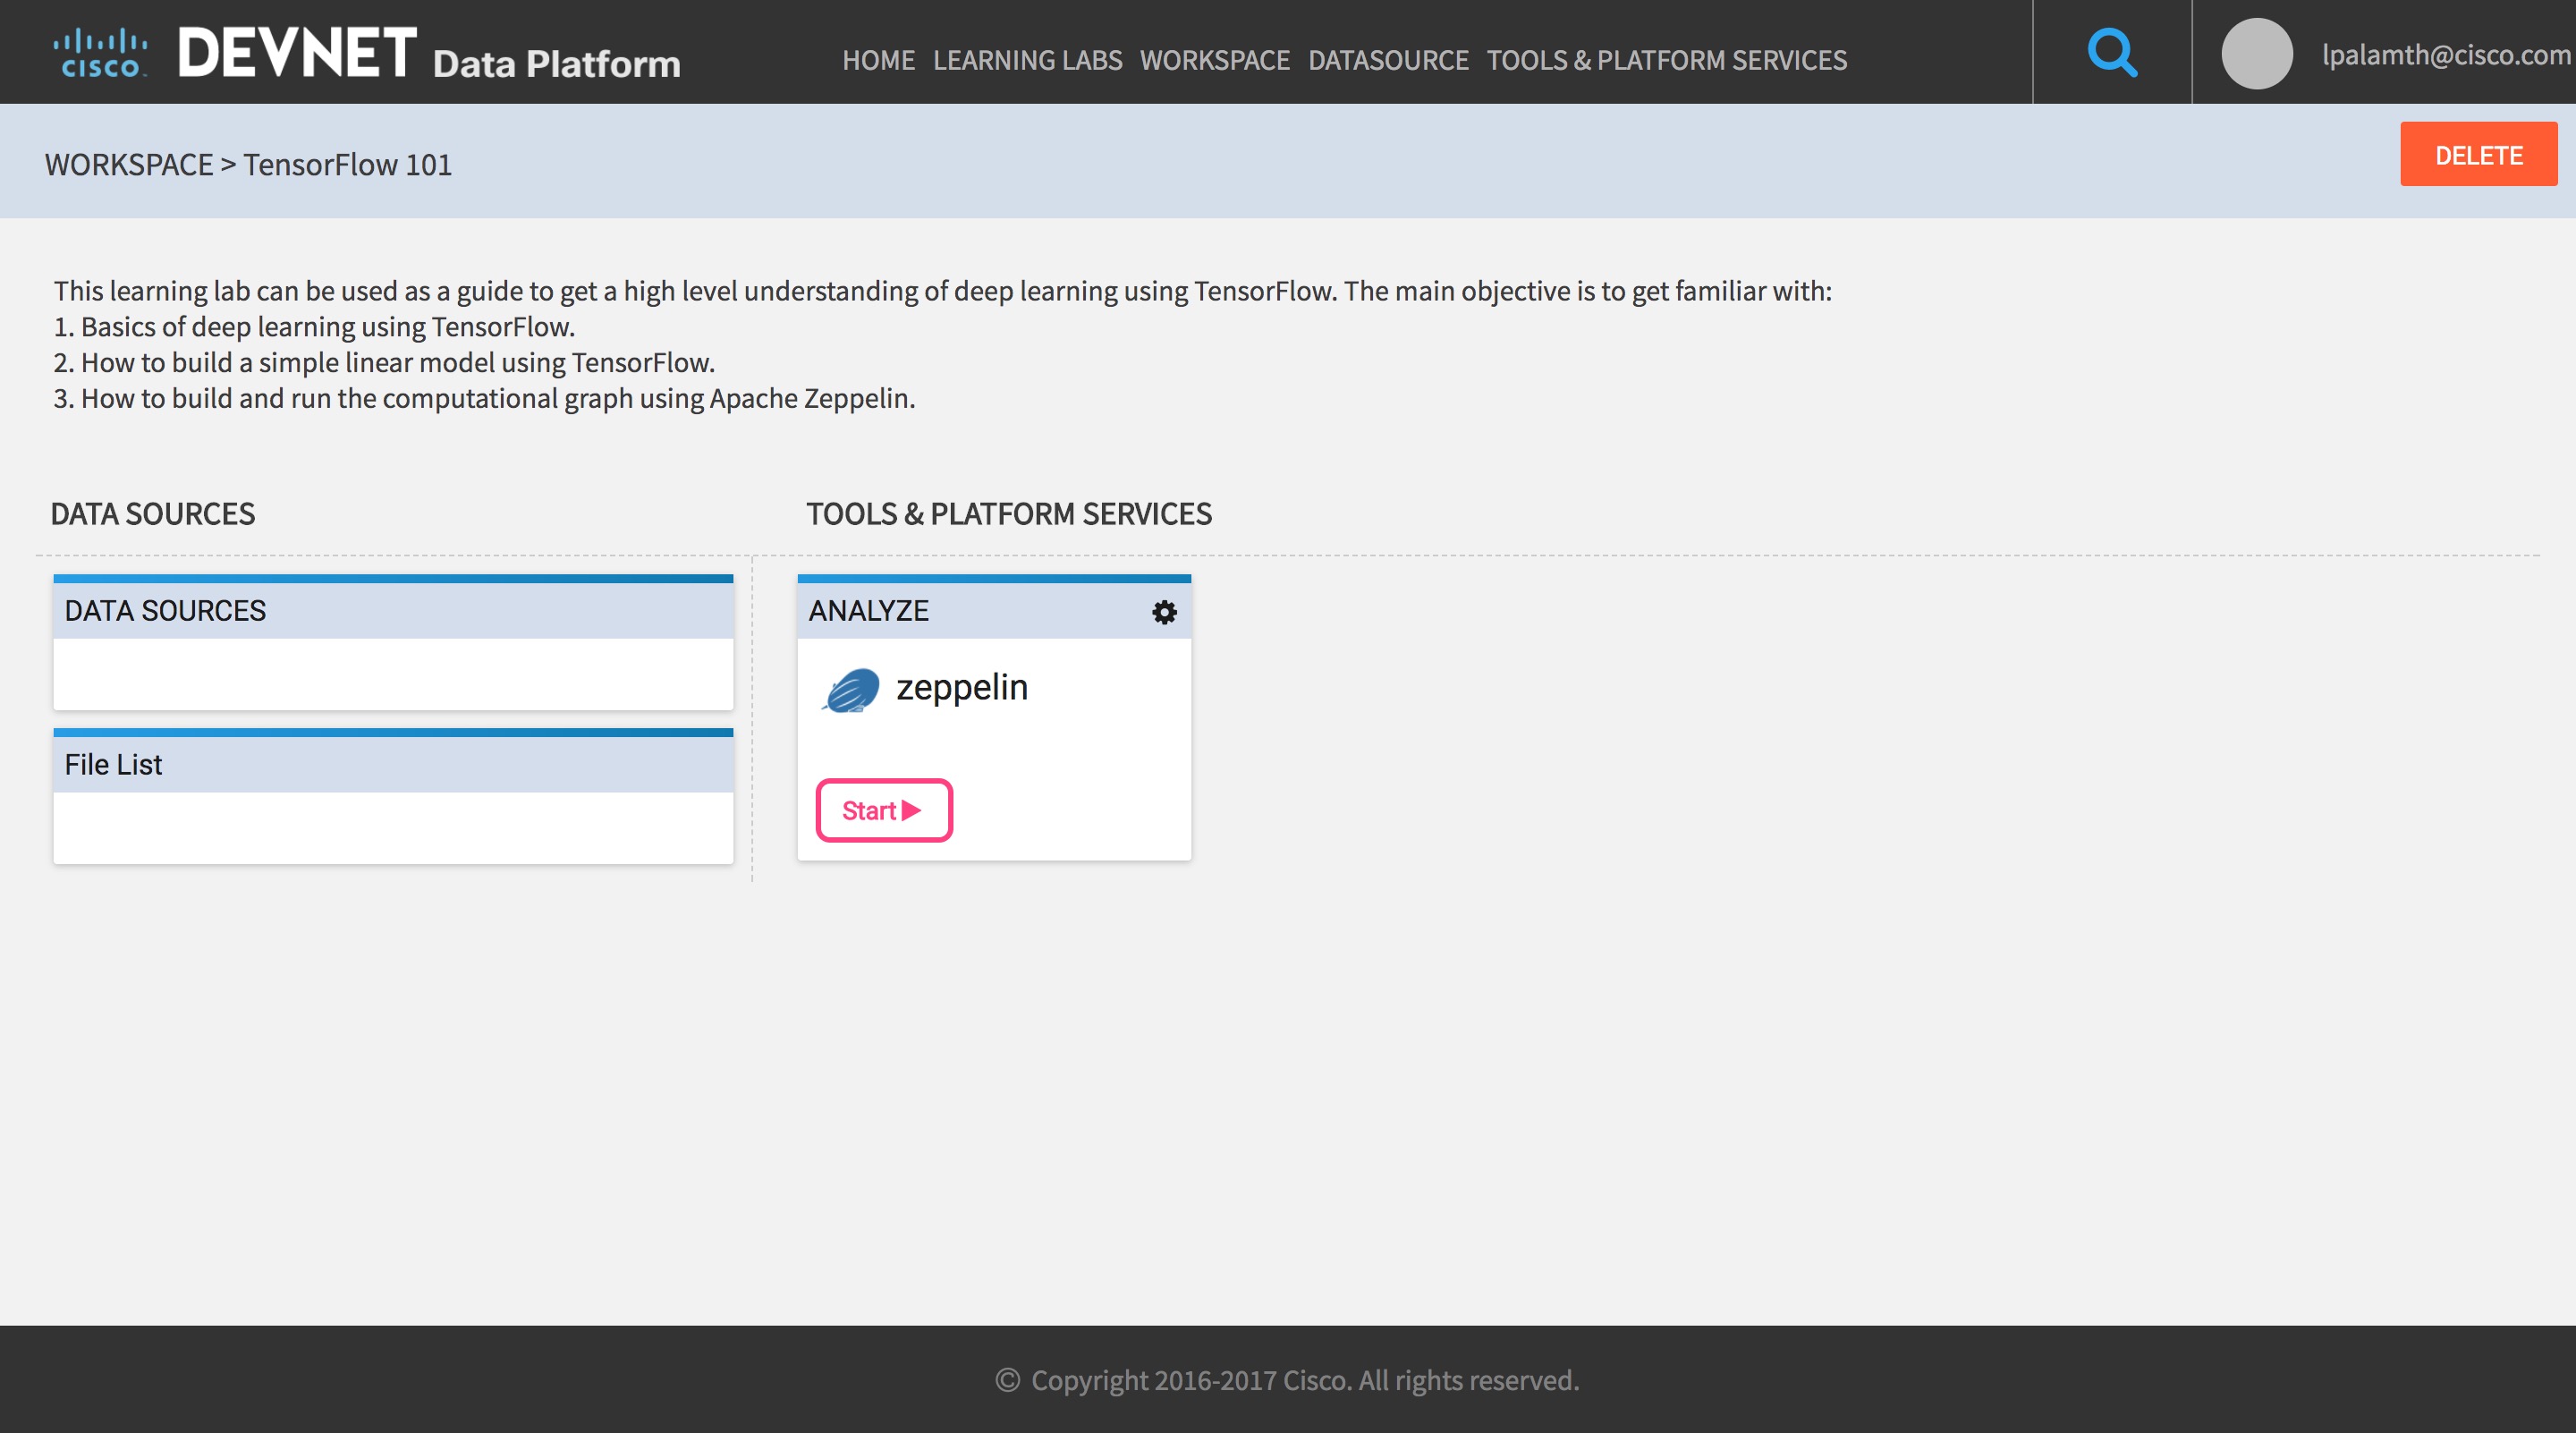 CISCO DEVNET Data Platform HOME LEARNING LABS WORKSPACE DATASOURCE TOOLS & PLATFORM SERVICES lpalamth@cisco.com
WORKSPACE > TensorFlow 101 DELETE
This learning lab can be used as a guide to get a high level understanding of deep learning using TensorFlow. The main objective is to get familiar with:
1. Basics of deep learning using TensorFlow.
2. How to build a simple linear model using TensorFlow.
3. How to build and run the computational graph using Apache Zeppelin.
DATA SOURCES TOOLS & PLATFORM SERVICES
DATA SOURCES
File List
ANALYZE
zeppelin
Start
© Copyright 2016-2017 Cisco. All rights reserved.